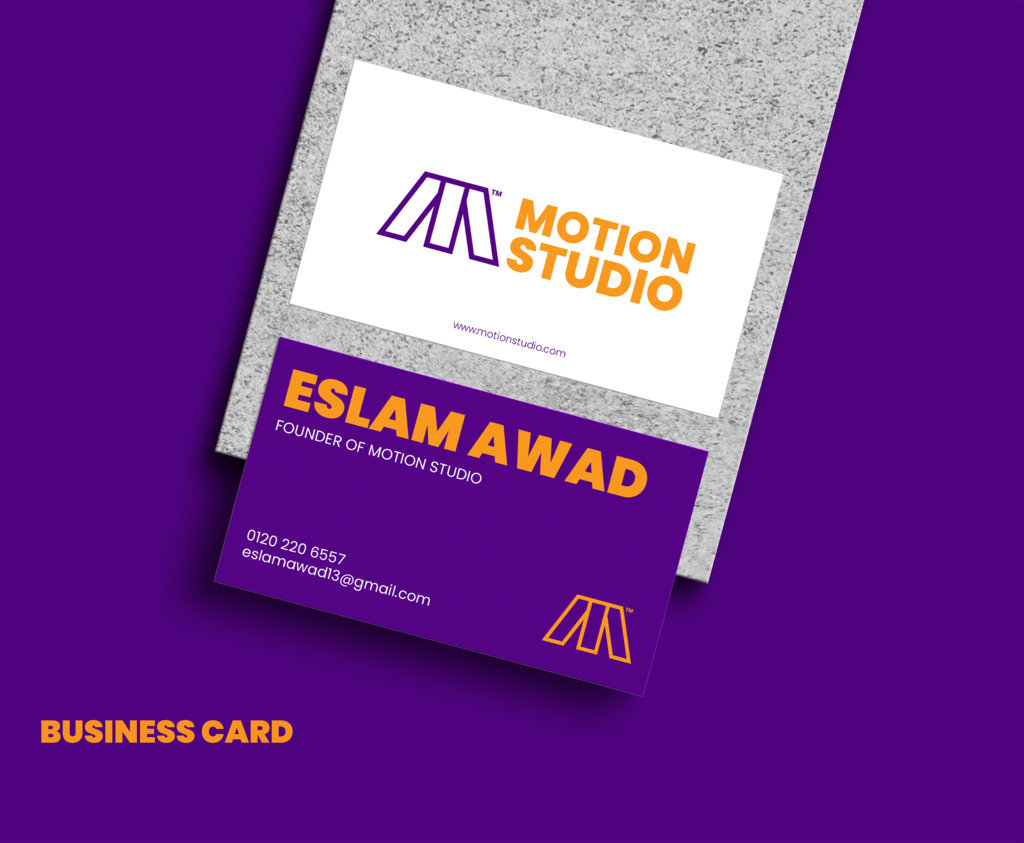 TM
MOTION
STUDIO
www.motionstudio.com
ESLAM AWAD
FOUNDER OF MOTION STUDIO
0120 220 6557
eslamawad13@gmail.com
TM
BUSINESS CARD